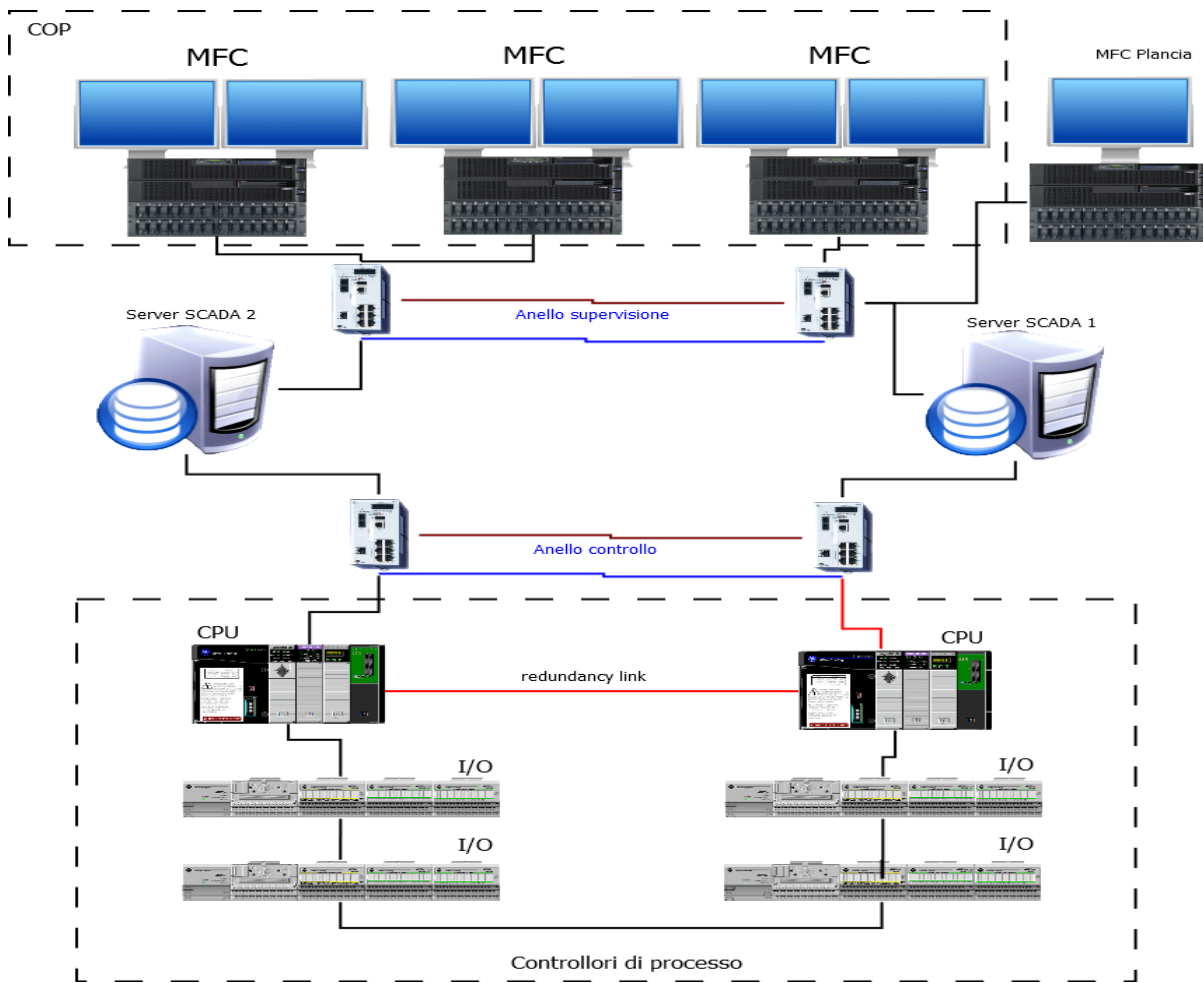 COP
MFC
MFC
MFC
MFC Plancia
Anello supervisione
Server SCADA 2
Server SCADA 1
Anello controllo
CPU
CPU
redundancy link
I/O
I/O
I/O
I/O
Controllori di processo